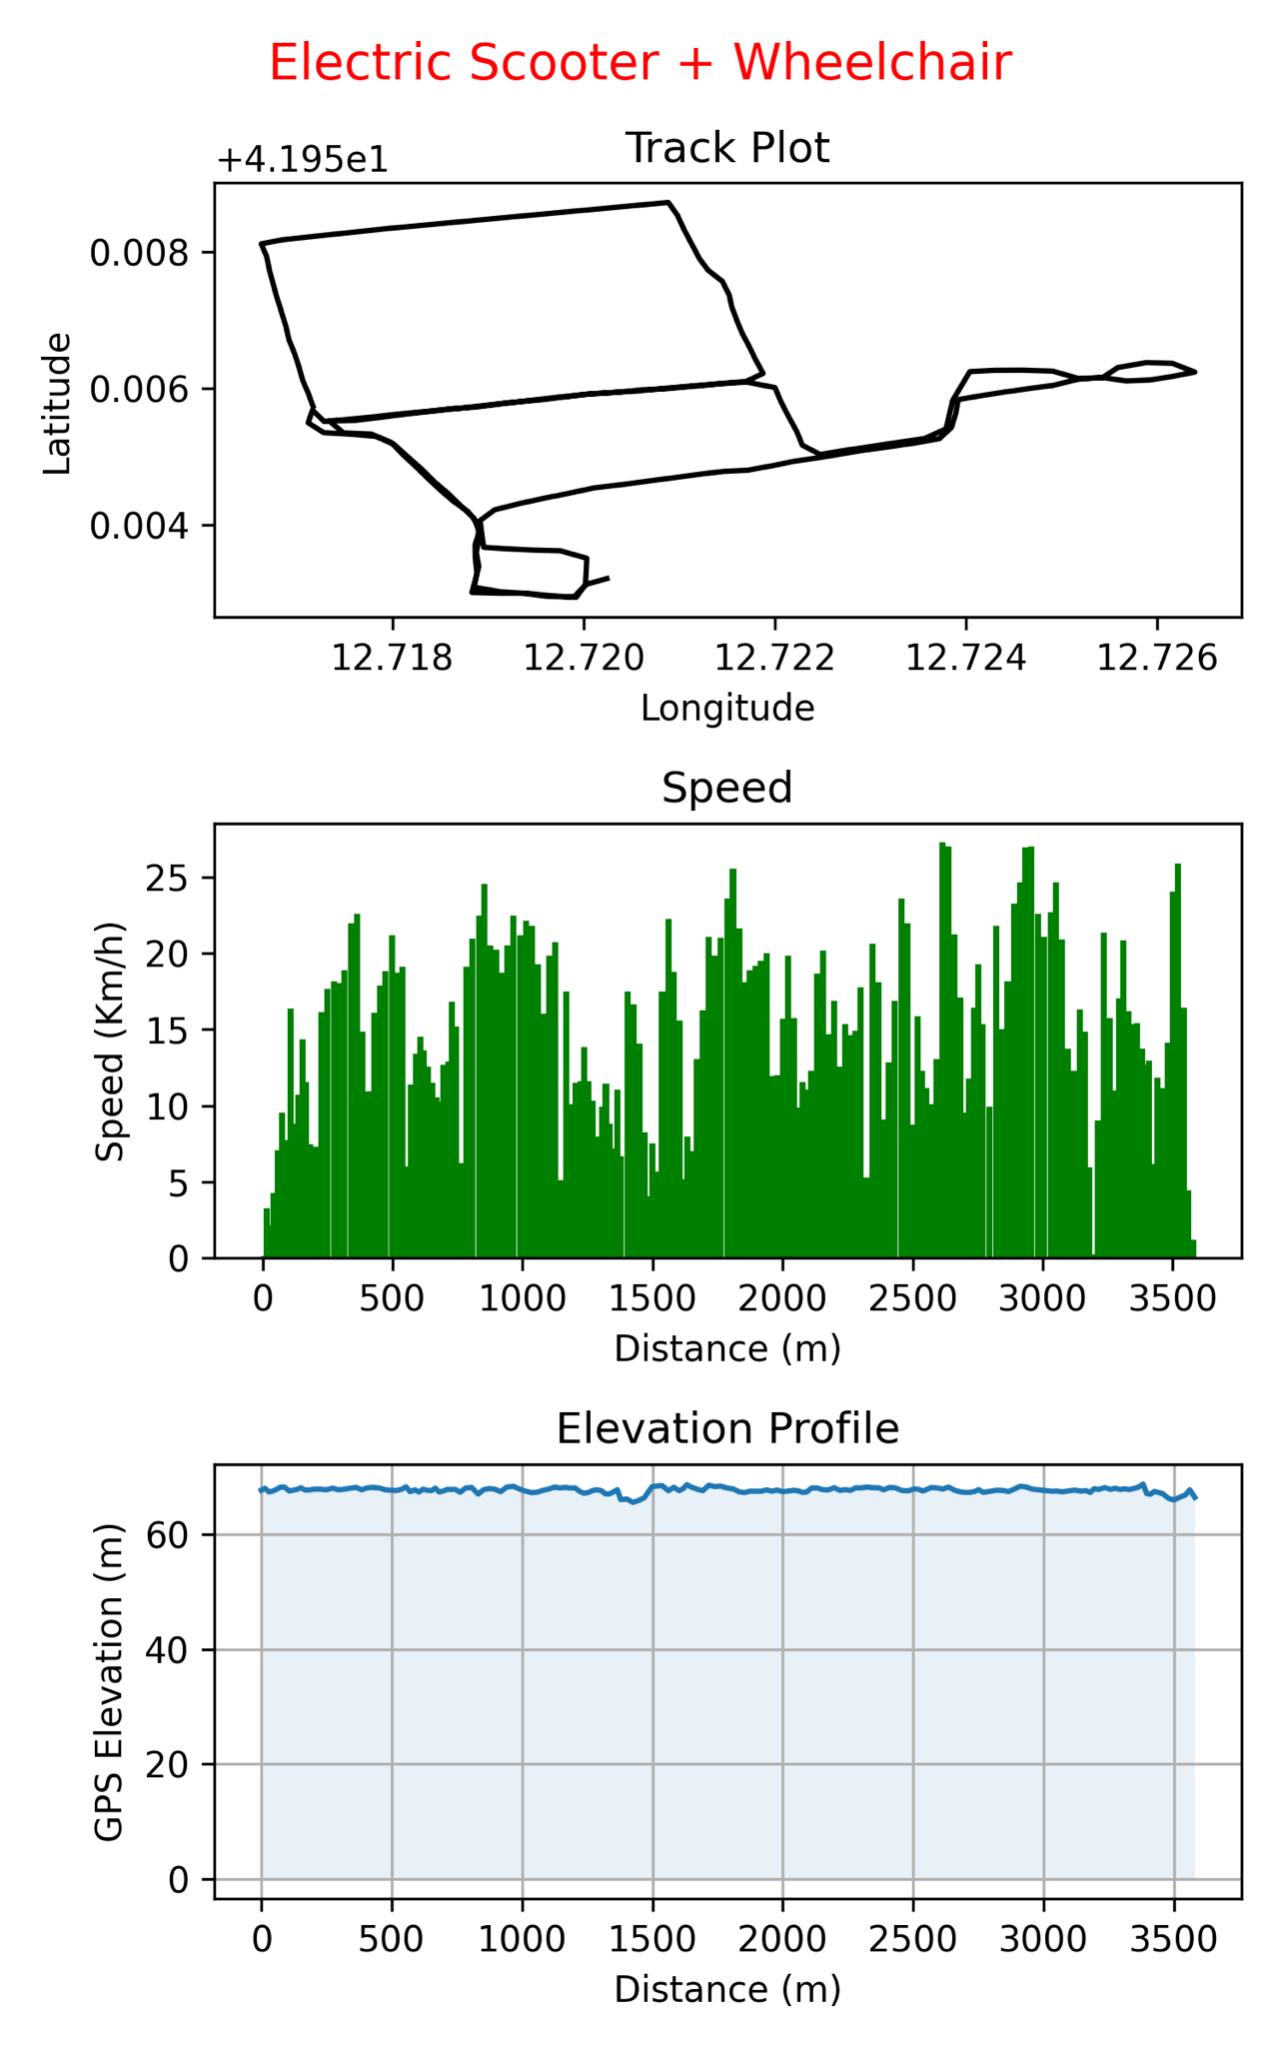 Electric Scooter + Wheelchair
Track Plot
+4.195e1
0.008
0.006
0.004
Latitude
12.718 12.720 12.722 12.724 12.726
Longitude
Speed
25
20
15
10
5
0
Speed (Km/h)
0 500 1000 1500 2000 2500 3000 3500
Distance (m)
Elevation Profile
60
40
20
0
GPS Elevation (m)
0 500 1000 1500 2000 2500 3000 3500
Distance (m)